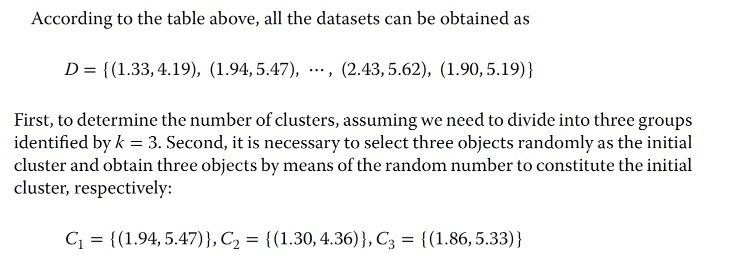 According to the table above, all the datasets can be obtained as
D = {(1.33, 4.19), (1.94, 5.47), ⋯, (2.43, 5.62), (1.90, 5.19)}
First, to determine the number of clusters, assuming we need to divide into three groups
identified by k = 3. Second, it is necessary to select three objects randomly as the initial
cluster and obtain three objects by means of the random number to constitute the initial
cluster, respectively:
C₁ = {(1.94, 5.47)}, C₂ = {(1.30, 4.36)}, C₃ = {(1.86, 5.33)}